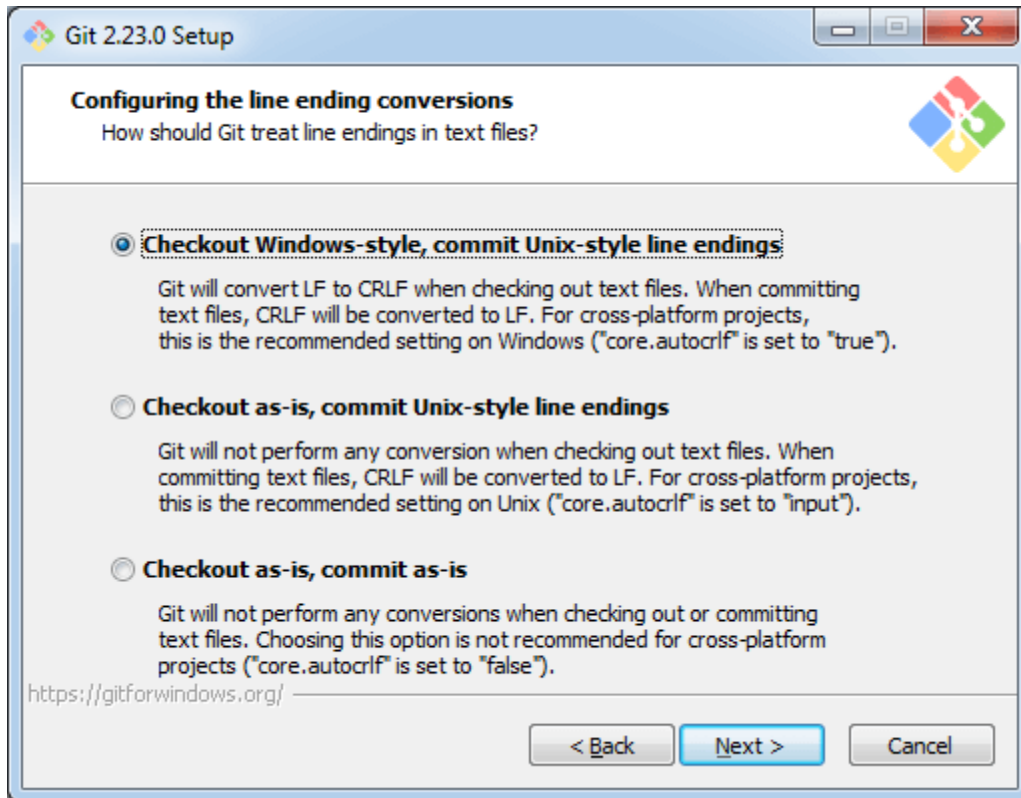 Git 2.23.0 Setup
Configuring the line ending conversions
How should Git treat line endings in text files?
Checkout Windows-style, commit Unix-style line endings
Git will convert LF to CRLF when checking out text files. When committing
text files, CRLF will be converted to LF. For cross-platform projects,
this is the recommended setting on Windows ("core.autocrlf" is set to "true").
Checkout as-is, commit Unix-style line endings
Git will not perform any conversion when checking out text files. When
committing text files, CRLF will be converted to LF. For cross-platform projects,
this is the recommended setting on Unix ("core.autocrlf" is set to "input").
Checkout as-is, commit as-is
Git will not perform any conversions when checking out or committing
text files. Choosing this option is not recommended for cross-platform
projects ("core.autocrlf" is set to "false").
https://gitforwindows.org/
< Back
Next >
Cancel